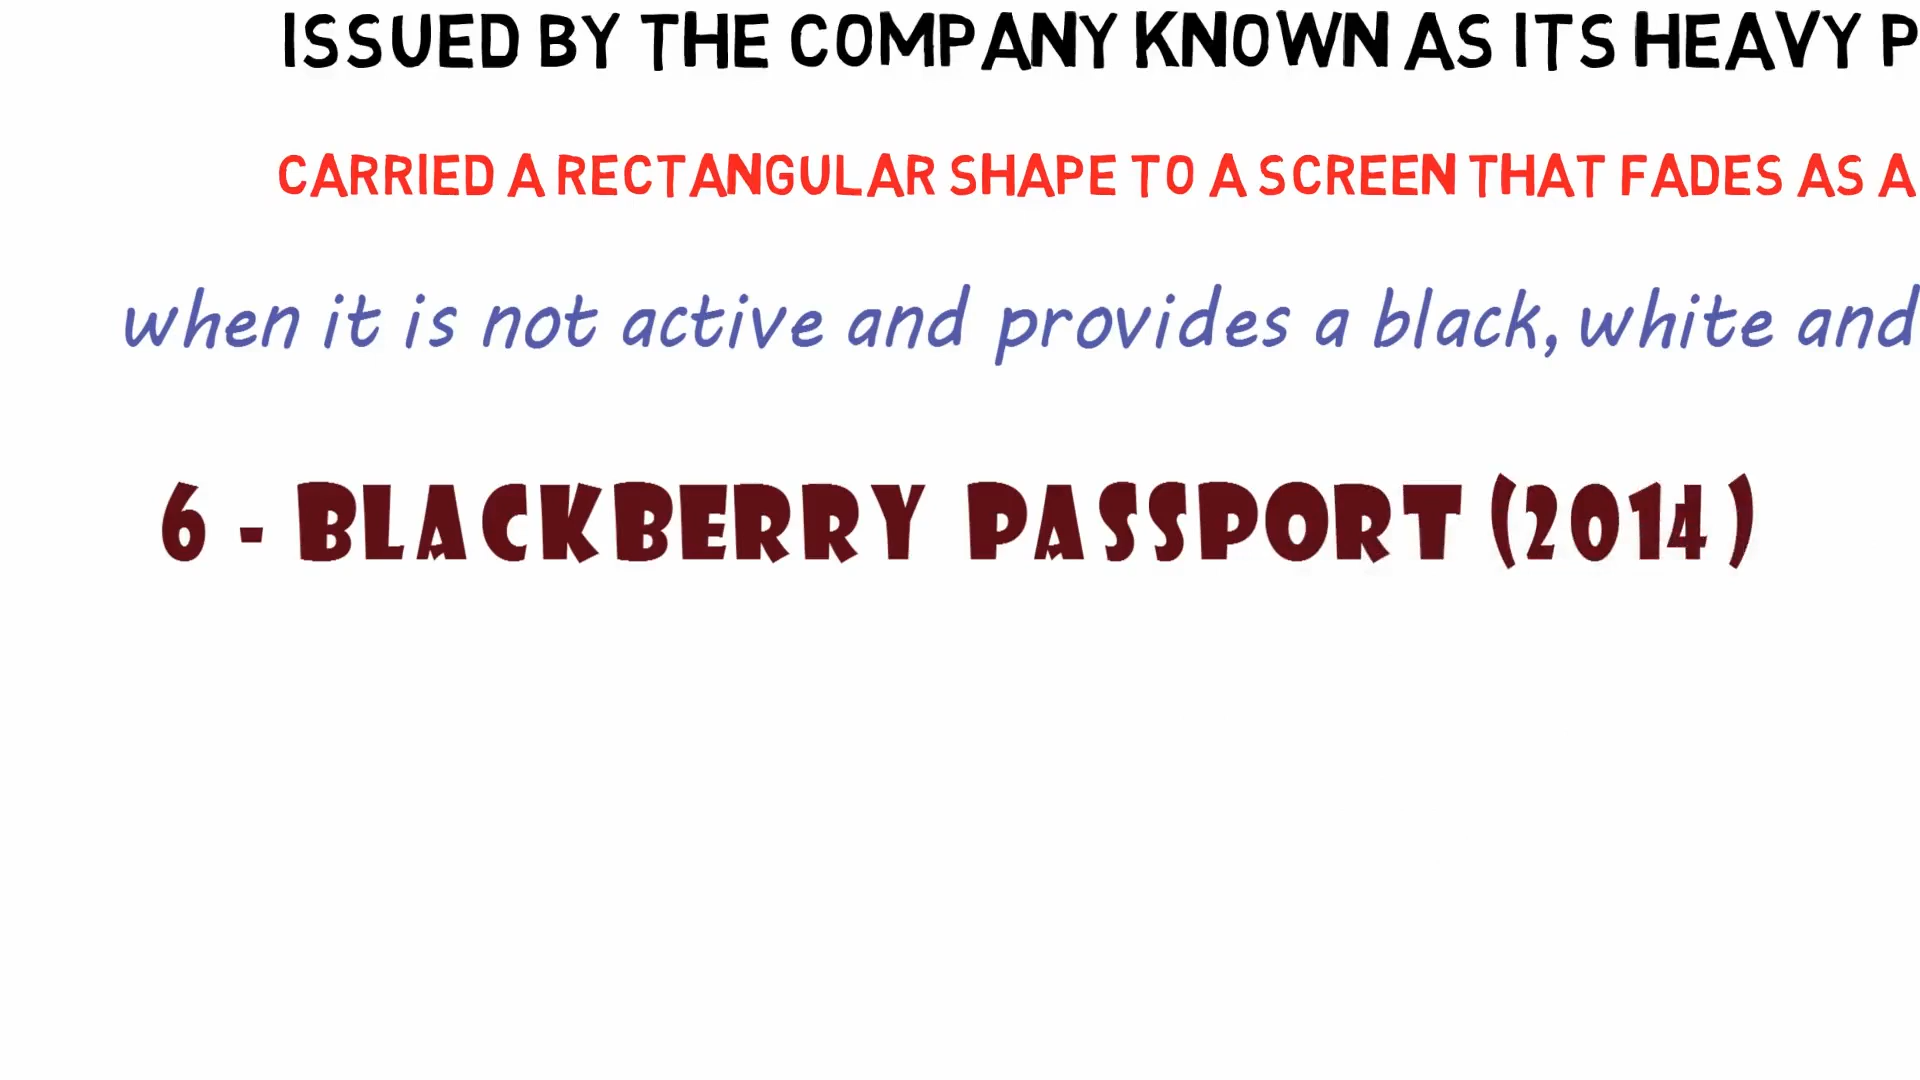 ISSUED BY THE COMPANY KNOWN AS ITS HEAVY P
CARRIED A RECTANGULAR SHAPE TO A SCREEN THAT FADES AS A
when it is not active and provides a black, white and
6 - BLACKBERRY PASSPORT (2014)